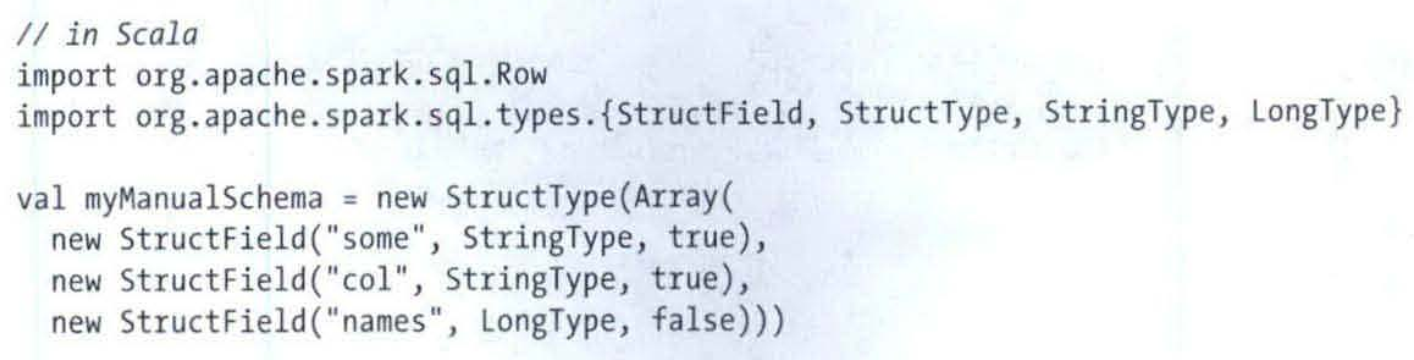 // in Scala
import org.apache.spark.sql.Row
import org.apache.spark.sql.types.{StructField, StructType, StringType, LongType}

val myManualSchema = new StructType(Array(
  new StructField("some", StringType, true),
  new StructField("col", StringType, true),
  new StructField("names", LongType, false)))